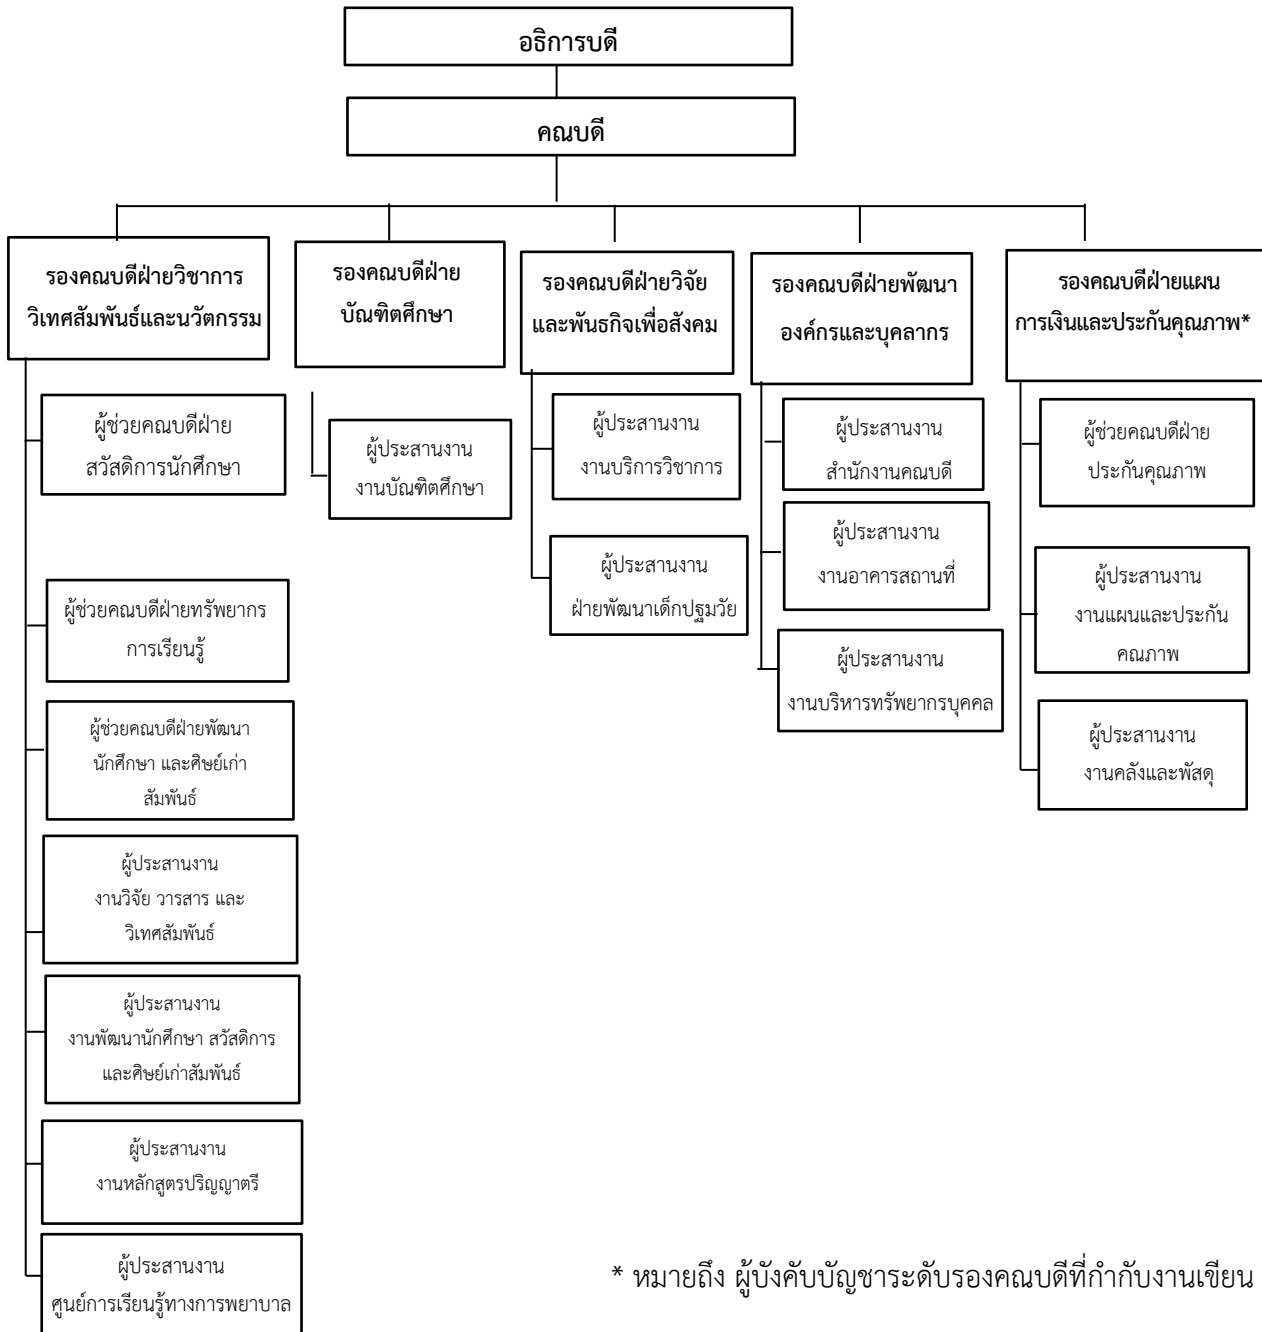 อธิการบดี
คณบดี
รองคณบดีฝ่ายวิชาการ
วิเทศสัมพันธ์และนวัตกรรม
ผู้ช่วยคณบดีฝ่าย
สวัสดิการนักศึกษา
ผู้ช่วยคณบดีฝ่ายทรัพยากร
การเรียนรู้
ผู้ช่วยคณบดีฝ่ายพัฒนา
นักศึกษา และศิษย์เก่า
สัมพันธ์
ผู้ประสานงาน
งานวิจัย วารสาร และ
วิเทศสัมพันธ์
ผู้ประสานงาน
งานพัฒนานักศึกษา สวัสดิการ
และศิษย์เก่าสัมพันธ์
ผู้ประสานงาน
งานหลักสูตรปริญญาตรี
ผู้ประสานงาน
ศูนย์การเรียนรู้ทางการพยาบาล
รองคณบดีฝ่าย
บัณฑิตศึกษา
ผู้ประสานงาน
งานบัณฑิตศึกษา
รองคณบดีฝ่ายวิจัย
และพันธกิจเพื่อสังคม
ผู้ประสานงาน
งานบริการวิชาการ
ผู้ประสานงาน
ฝ่ายพัฒนาเด็กปฐมวัย
รองคณบดีฝ่ายพัฒนา
องค์กรและบุคลากร
ผู้ประสานงาน
สำนักงานคณบดี
ผู้ประสานงาน
งานอาคารสถานที่
ผู้ประสานงาน
งานบริหารทรัพยากรบุคคล
รองคณบดีฝ่ายแผน
การเงินและประกันคุณภาพ*
ผู้ช่วยคณบดีฝ่าย
ประกันคุณภาพ
ผู้ประสานงาน
งานแผนและประกัน
คณภาพ
ผู้ประสานงาน
งานคลังและพัสดุ
* หมายถึง ผู้บังคับบัญชาระดับรองคณบดีที่กำกับงานเขียน